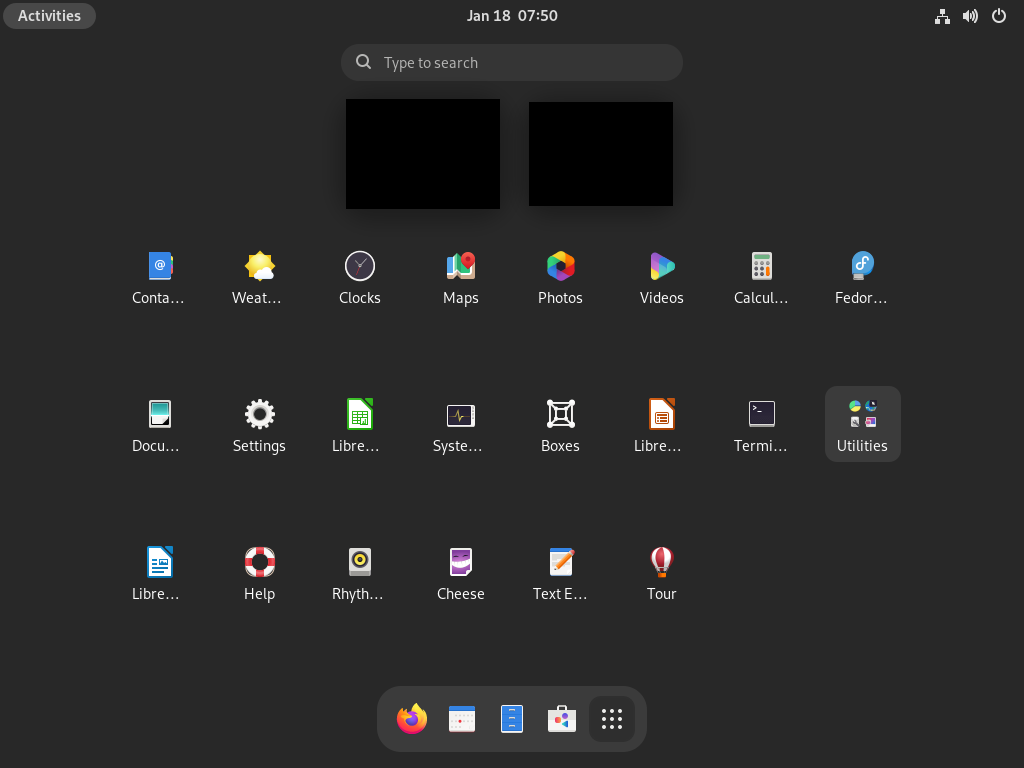 Activities
Jan 18 07:50
Type to search
Conta...
Weat...
Clocks
Maps
Photos
Videos
Calcul...
Fedor...
Docu...
Settings
Libre...
Syste...
Boxes
Libre...
Termi...
Utilities
Libre...
Help
Rhyth...
Cheese
Text E...
Tour